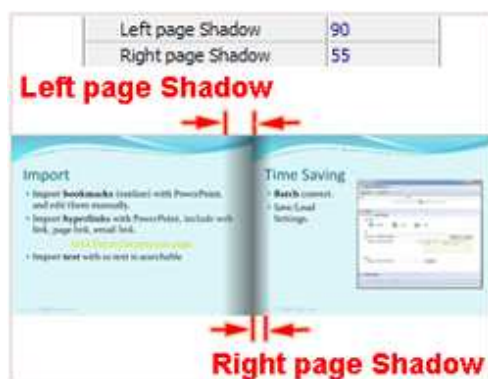 Left page Shadow 90
Right page Shadow 55
Left page Shadow
Import
• Import bookmarks (outline) with PowerPoint,
and edit them manually.
• Import hyperlinks with PowerPoint, include web
link, page link, email link.
• Import text with so text is searchable
Time Saving
• Batch convert.
• Save/Load
Settings.
Right page Shadow